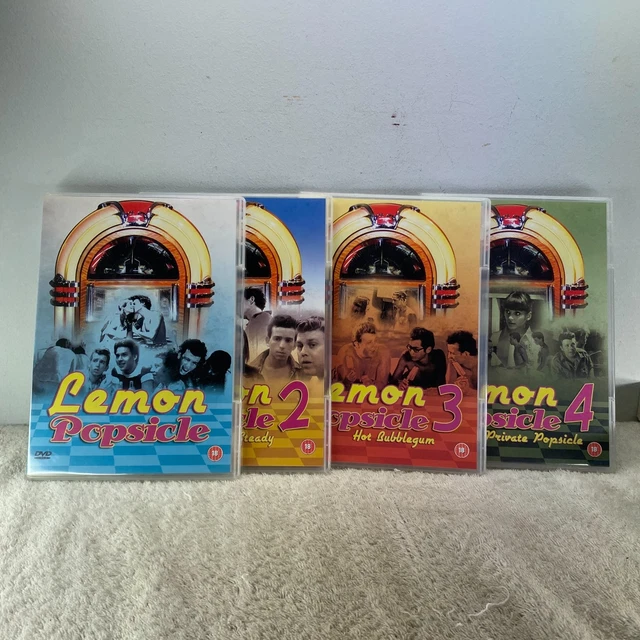 Lemon
Popsicle
DVD
18
on
le 2
Steady
18
emon
opsicle 3
Hot Bubblegum
18
mon
sicle 4
Private Popsicle
18